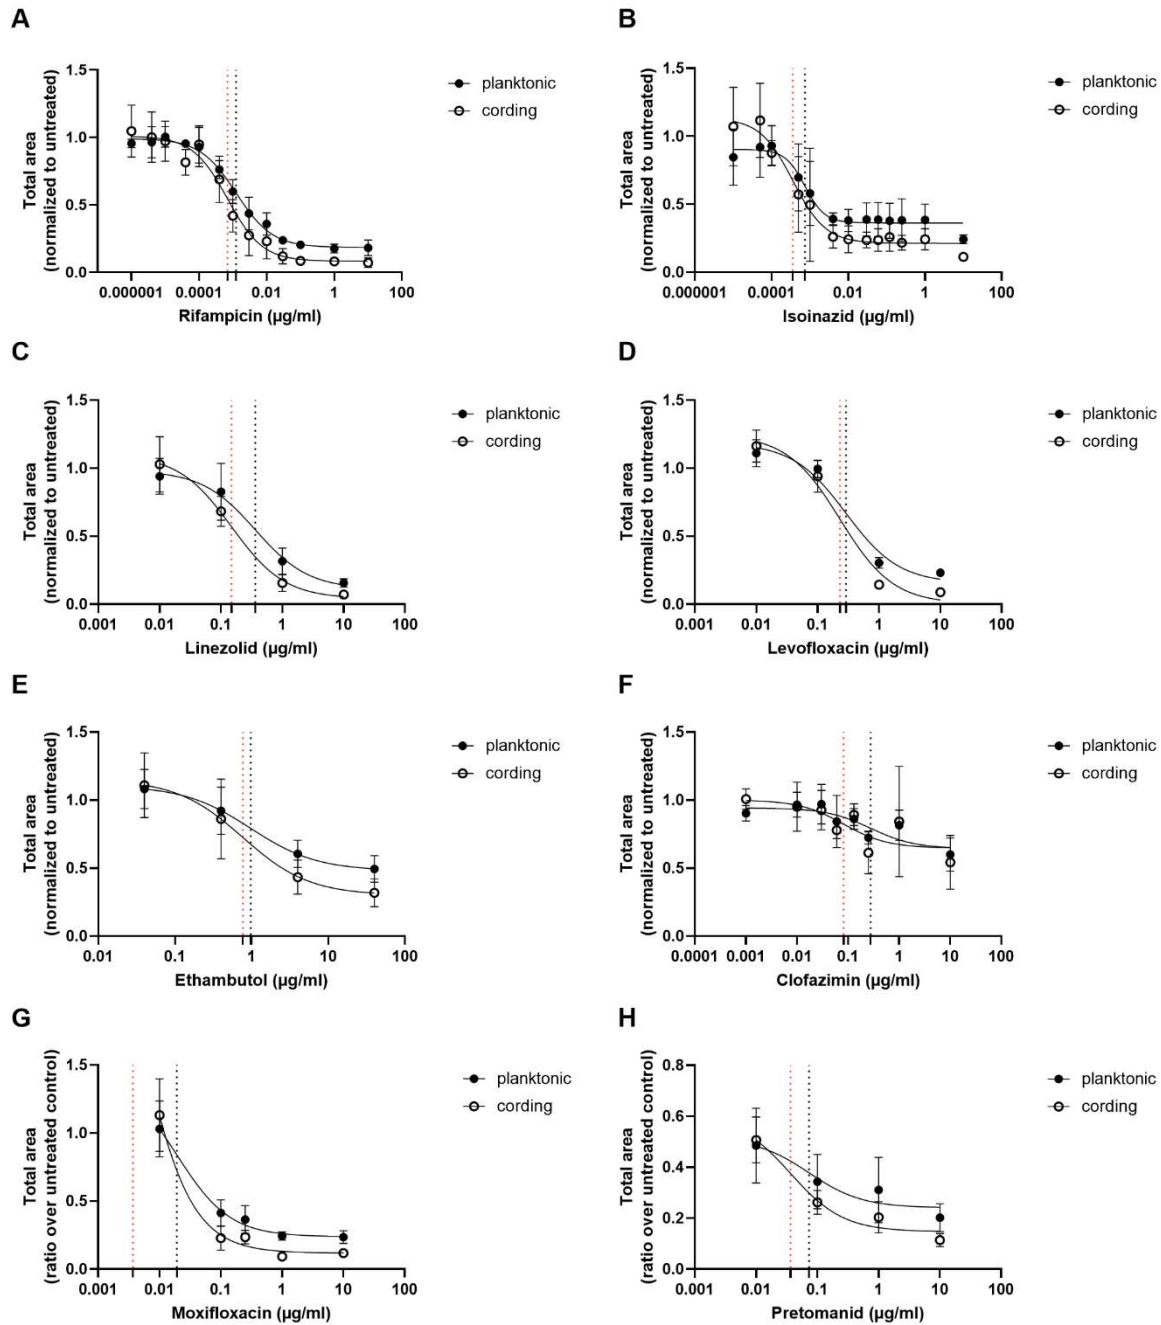 A
1.5
1.0
0.5
0.0
Total area
(normalized to untreated)
planktonic
cording
0.000001 0.0001 0.01 1 100
Rifampicin (µg/ml)
B
1.5
1.0
0.5
0.0
Total area
(normalized to untreated)
planktonic
cording
0.000001 0.0001 0.01 1 100
Isoinazid (µg/ml)
C
1.5
1.0
0.5
0.0
Total area
(normalized to untreated)
planktonic
cording
0.001 0.01 0.1 1 10 100
Linezolid (µg/ml)
D
1.5
1.0
0.5
0.0
Total area
(normalized to untreated)
planktonic
cording
0.001 0.01 0.1 1 10 100
Levofloxacin (µg/ml)
E
1.5
1.0
0.5
0.0
Total area
(normalized to untreated)
planktonic
cording
0.01 0.1 1 10 100
Ethambutol (µg/ml)
F
1.5
1.0
0.5
0.0
Total area
(normalized to untreated)
planktonic
cording
0.0001 0.001 0.01 0.1 1 10 100
Clofazimin (µg/ml)
G
1.5
1.0
0.5
0.0
Total area
(ratio over untreated control)
planktonic
cording
0.001 0.01 0.1 1 10 100
Moxifloxacin (µg/ml)
H
0.8
0.6
0.4
0.2
0.0
Total area
(ratio over untreated control)
planktonic
cording
0.001 0.01 0.1 1 10 100
Pretomanid (µg/ml)